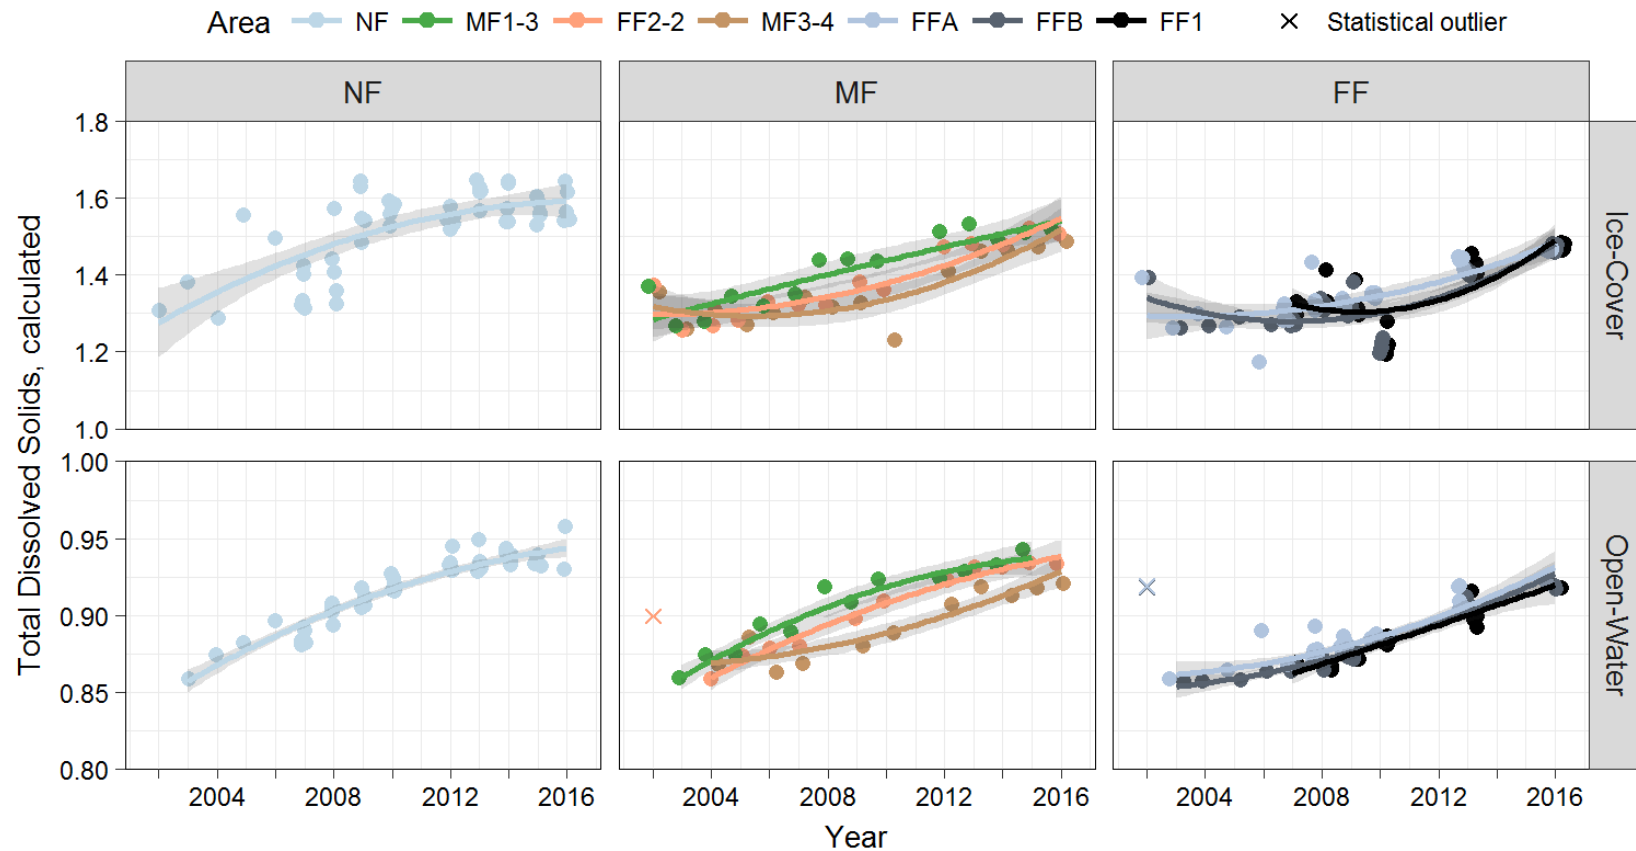 Area NF MF1-3 FF2-2 MF3-4 FFA FFB FF1 Statistical outlier
NF MF FF
1.8
1.6
1.4
1.2
1.0
Ice-Cover
1.00
0.95
0.90
0.85
0.80
Open-Water
Total Dissolved Solids, calculated
2004 2008 2012 2016 2004 2008 2012 2016 2004 2008 2012 2016
Year